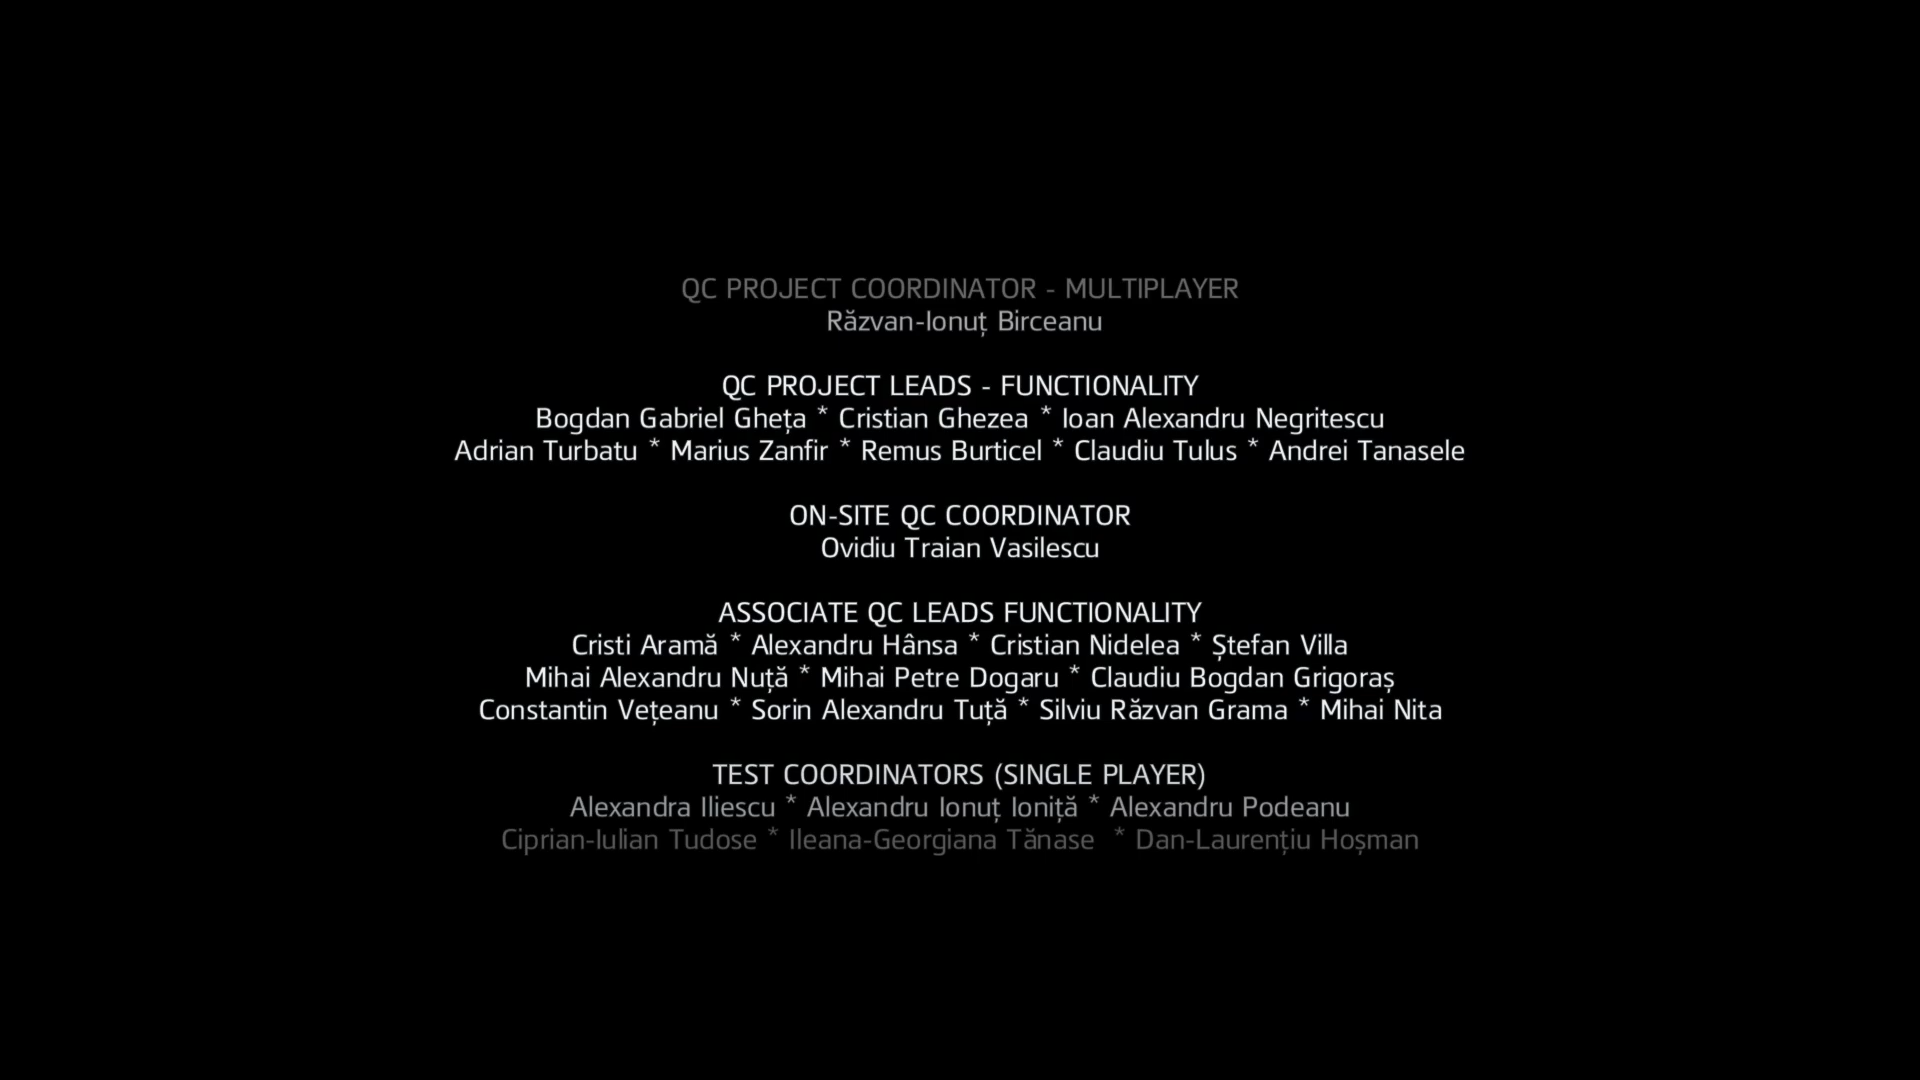 QC PROJECT COORDINATOR - MULTIPLAYER
Răzvan-Ionuț Birceanu
QC PROJECT LEADS - FUNCTIONALITY
Bogdan Gabriel Gheța * Cristian Ghezea * Ioan Alexandru Negritescu
Adrian Turbatu * Marius Zanfir * Remus Burticel * Claudiu Tulus * Andrei Tanasele
ON-SITE QC COORDINATOR
Ovidiu Traian Vasilescu
ASSOCIATE QC LEADS FUNCTIONALITY
Cristi Aramă * Alexandru Hânsa * Cristian Nidelea * Ștefan Villa
Mihai Alexandru Nuță * Mihai Petre Dogaru * Claudiu Bogdan Grigoraș
Constantin Vețeanu * Sorin Alexandru Tuță * Silviu Răzvan Grama * Mihai Nita
TEST COORDINATORS (SINGLE PLAYER)
Alexandra Iliescu * Alexandru Ionuț Ioniță * Alexandru Podeanu
Ciprian-Iulian Tudose * Ileana-Georgiana Tănase * Dan-Laurențiu Hoșman